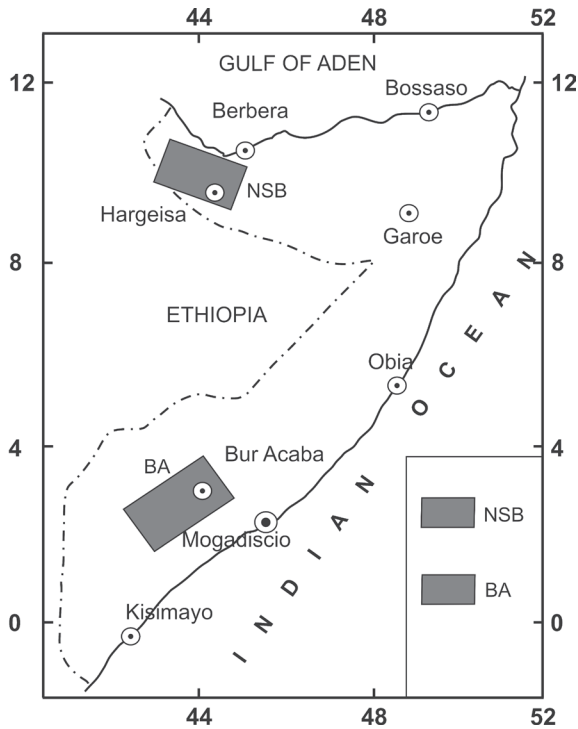 44 48 52
12 12
GULF OF ADEN
Bossaso
Berbera
NSB
Hargeisa
Garoe
8 8
ETHIOPIA
Obia
INDIAN OCEAN
4 4
Bur Acaba
BA
NSB
Mogadiscio
BA
Kisimayo
0 0
44 48 52